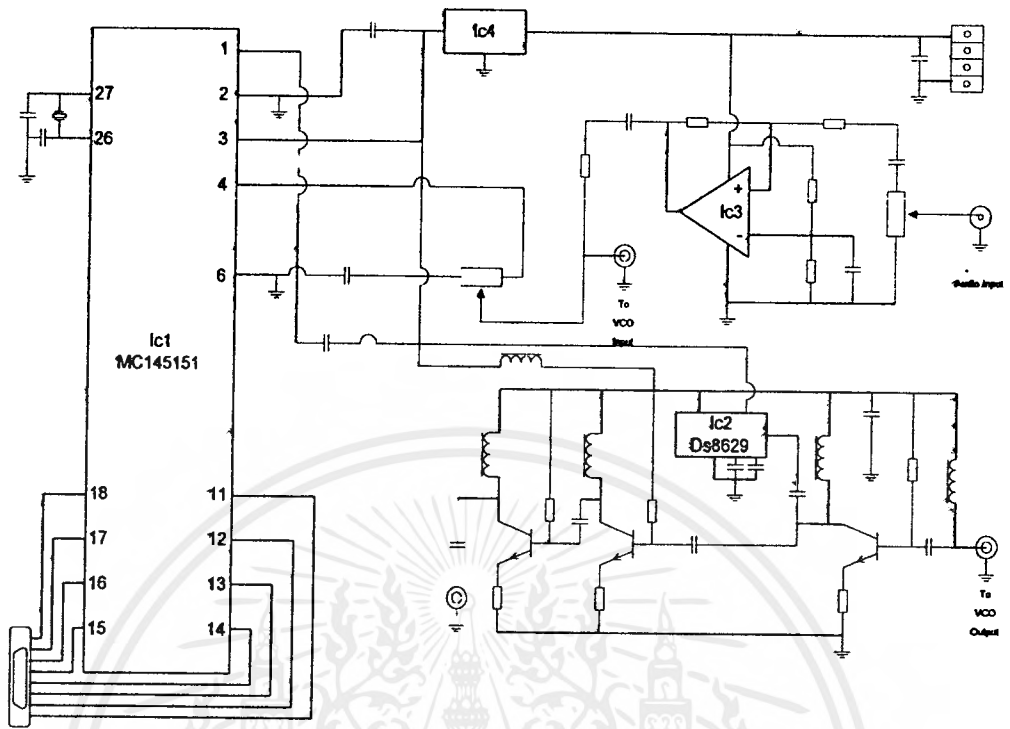 Ic4
1
27
2
26
3
+
Ic3
-
4
6
Audio Input
To
VCO
Input
Ic1
MC145151
Ic2
Ds8629
18
11
17
12
16
13
15
14
To
VCO
Output